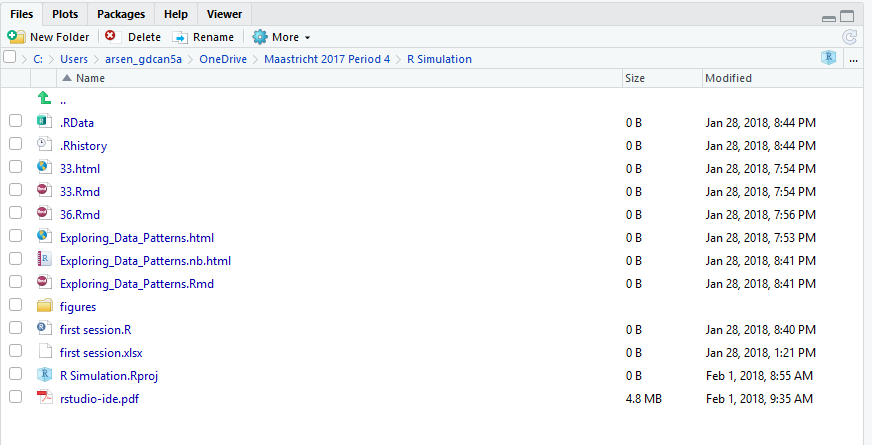 Files Plots Packages Help Viewer
New Folder Delete Rename More
C: Users arsen_gdcan5a OneDrive Maastricht 2017 Period 4 R Simulation ...
Name Size Modified
..
.RData 0 B Jan 28, 2018, 8:44 PM
.Rhistory 0 B Jan 28, 2018, 8:44 PM
33.html 0 B Jan 28, 2018, 7:54 PM
33.Rmd 0 B Jan 28, 2018, 7:54 PM
36.Rmd 0 B Jan 28, 2018, 7:56 PM
Exploring_Data_Patterns.html 0 B Jan 28, 2018, 7:53 PM
Exploring_Data_Patterns.nb.html 0 B Jan 28, 2018, 8:41 PM
Exploring_Data_Patterns.Rmd 0 B Jan 28, 2018, 8:41 PM
figures
first session.R 0 B Jan 28, 2018, 8:40 PM
first session.xlsx 0 B Jan 28, 2018, 1:21 PM
R Simulation.Rproj 0 B Feb 1, 2018, 8:55 AM
rstudio-ide.pdf 4.8 MB Feb 1, 2018, 9:35 AM